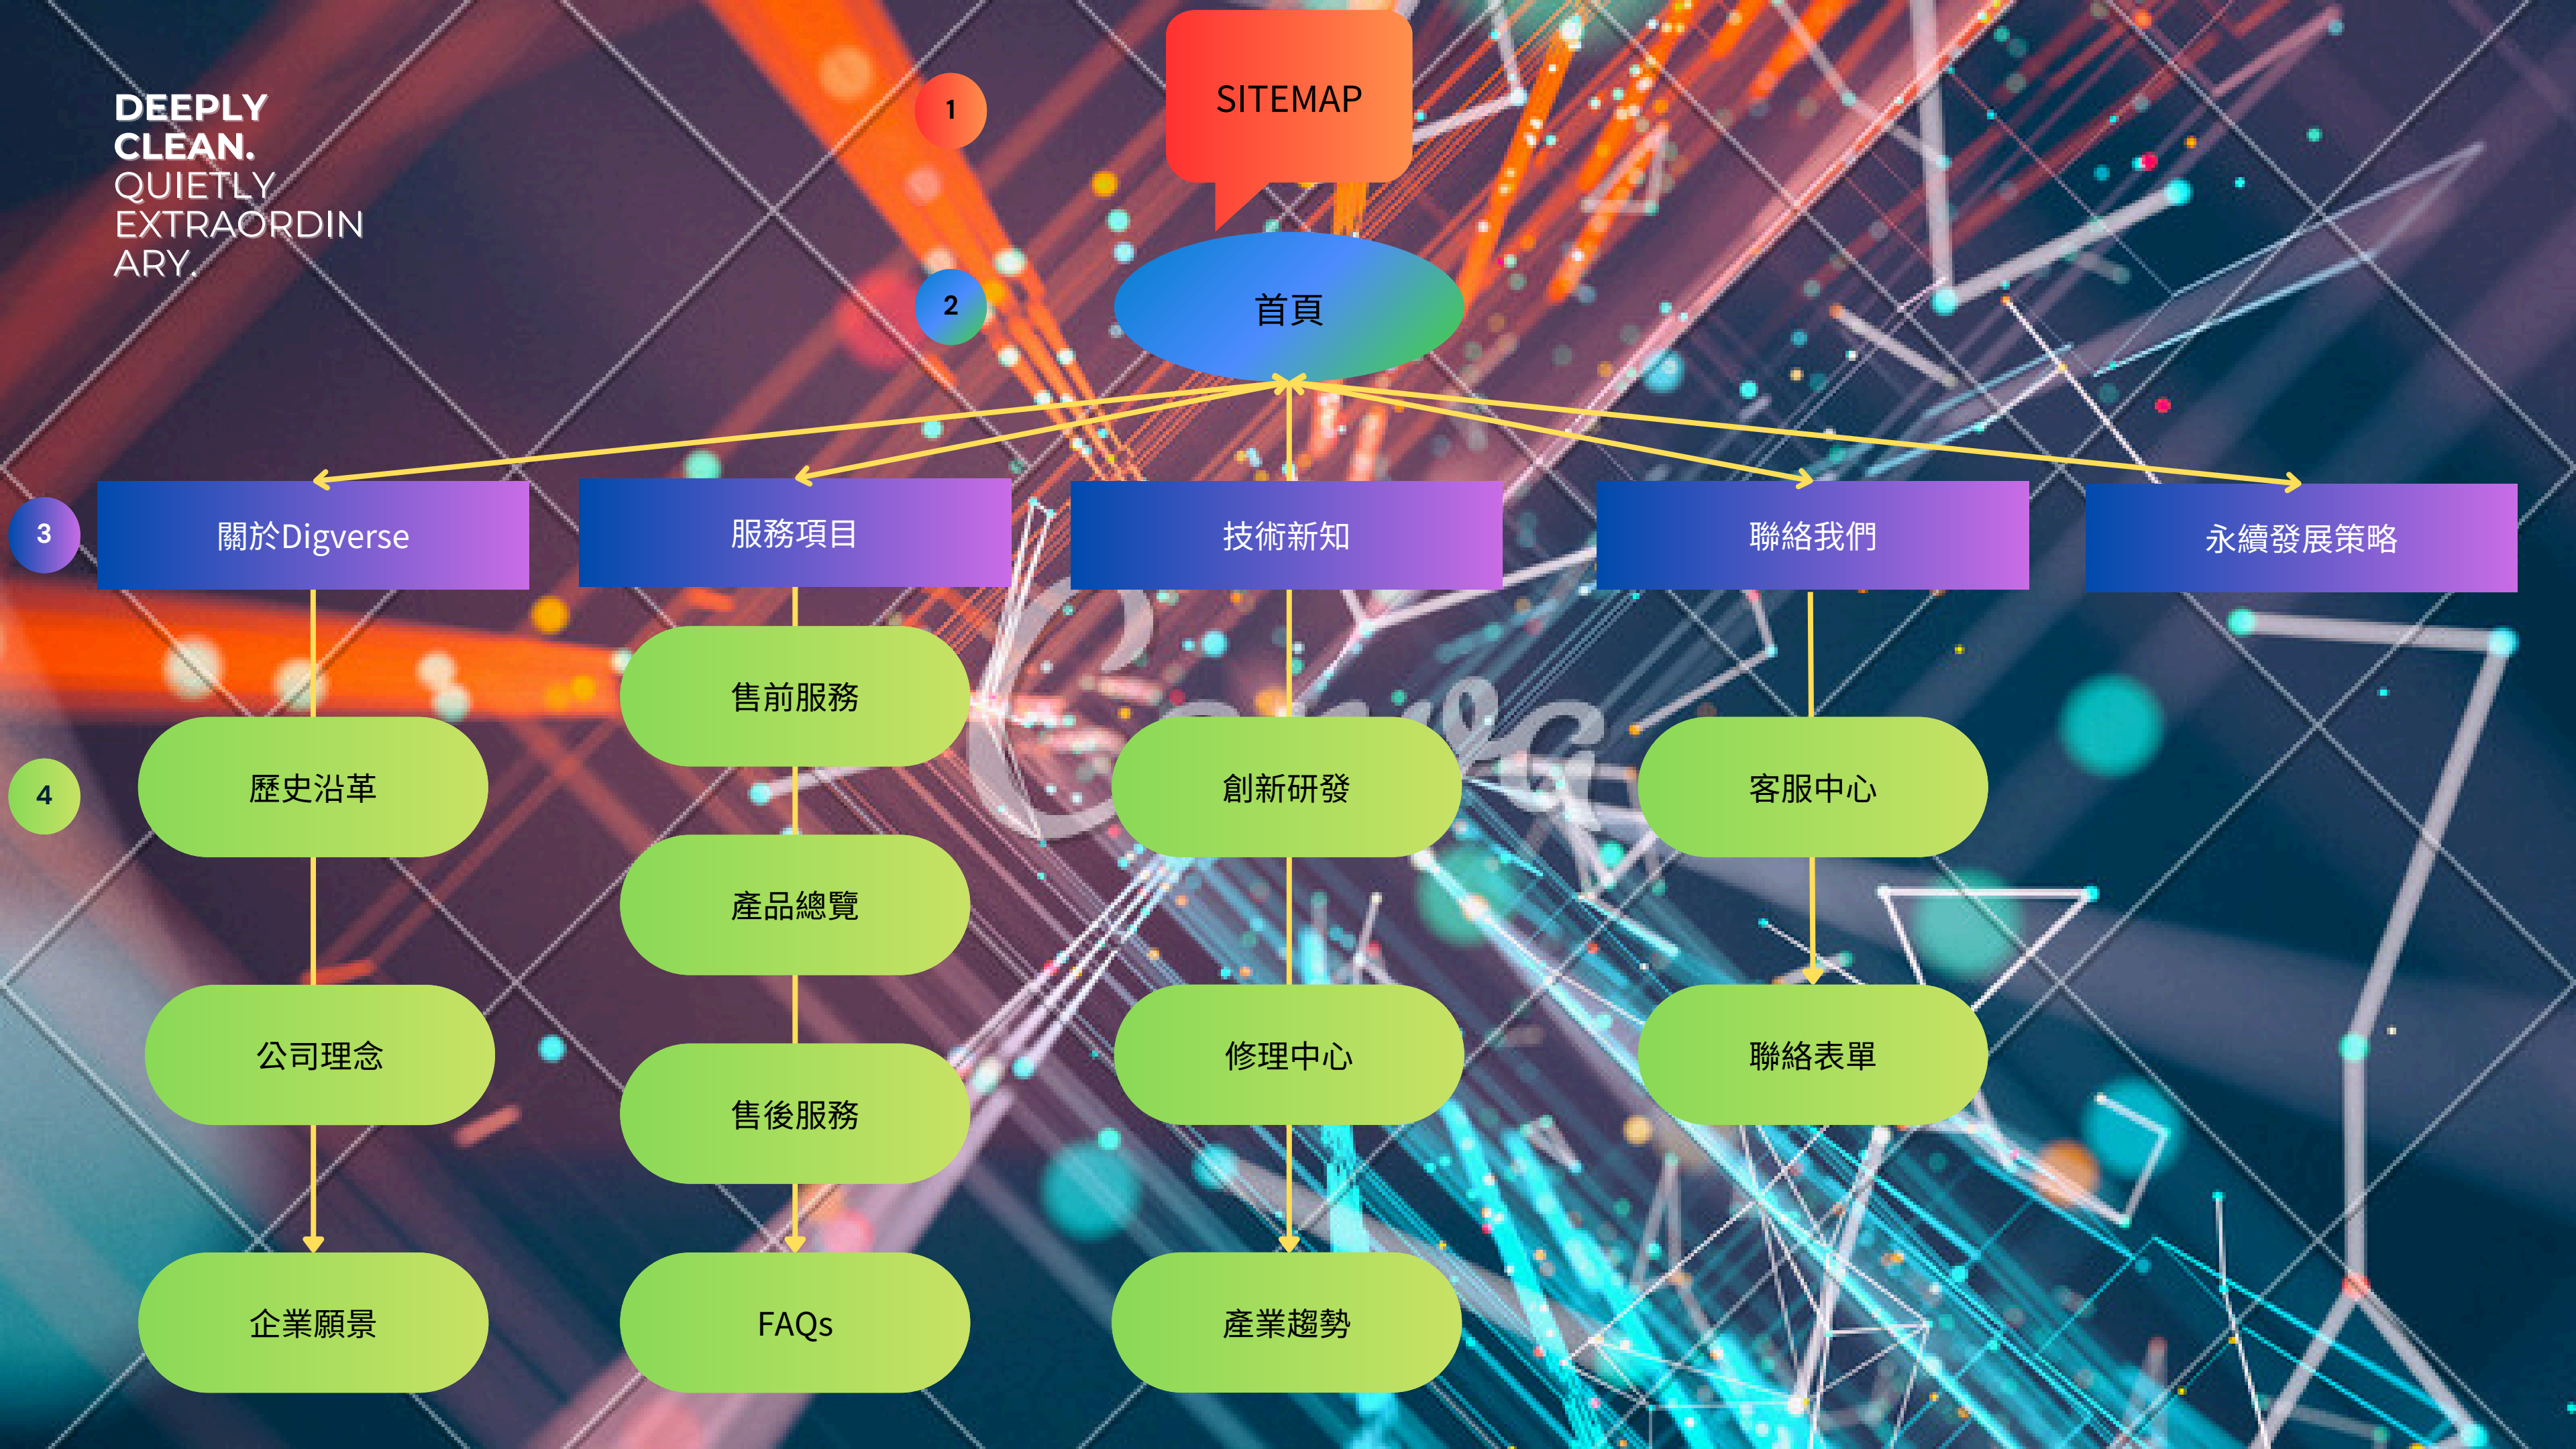 DEEPLY
CLEAN.
QUIETLY
EXTRAORDIN
ARY.
1
SITEMAP
2
首頁
3
關於Digverse
服務項目
技術新知
聯絡我們
永續發展策略
4
歷史沿革
售前服務
創新研發
客服中心
產品總覽
公司理念
售後服務
修理中心
聯絡表單
企業願景
FAQs
產業趨勢
Canva